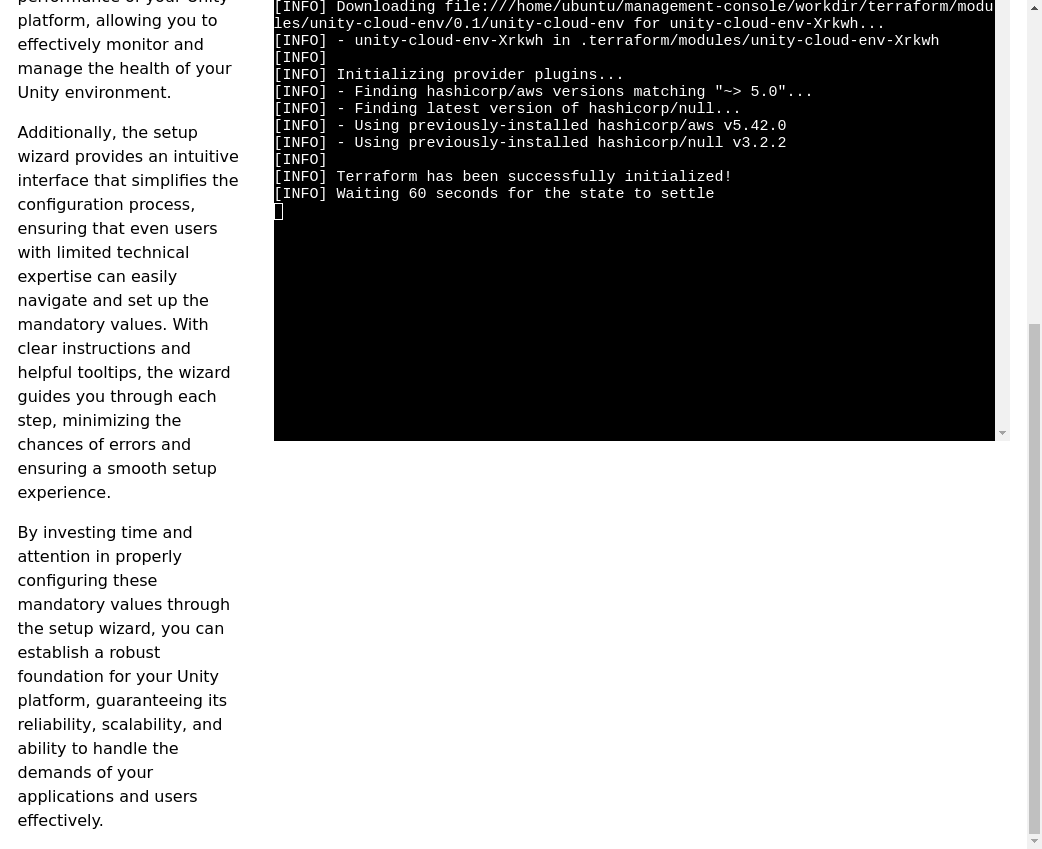 performance of your Unity
platform, allowing you to
effectively monitor and
manage the health of your
Unity environment.
Additionally, the setup
wizard provides an intuitive
interface that simplifies the
configuration process,
ensuring that even users
with limited technical
expertise can easily
navigate and set up the
mandatory values. With
clear instructions and
helpful tooltips, the wizard
guides you through each
step, minimizing the
chances of errors and
ensuring a smooth setup
experience.
By investing time and
attention in properly
configuring these
mandatory values through
the setup wizard, you can
establish a robust
foundation for your Unity
platform, guaranteeing its
reliability, scalability, and
ability to handle the
demands of your
applications and users
effectively.
[INFO] Downloading file:///home/ubuntu/management-console/workdir/terraform/modu
les/unity-cloud-env/0.1/unity-cloud-env for unity-cloud-env-Xrkwh...
[INFO] - unity-cloud-env-Xrkwh in .terraform/modules/unity-cloud-env-Xrkwh
[INFO]
[INFO] Initializing provider plugins...
[INFO] - Finding hashicorp/aws versions matching "~> 5.0"...
[INFO] - Finding latest version of hashicorp/null...
[INFO] - Using previously-installed hashicorp/aws v5.42.0
[INFO] - Using previously-installed hashicorp/null v3.2.2
[INFO]
[INFO] Terraform has been successfully initialized!
[INFO] Waiting 60 seconds for the state to settle